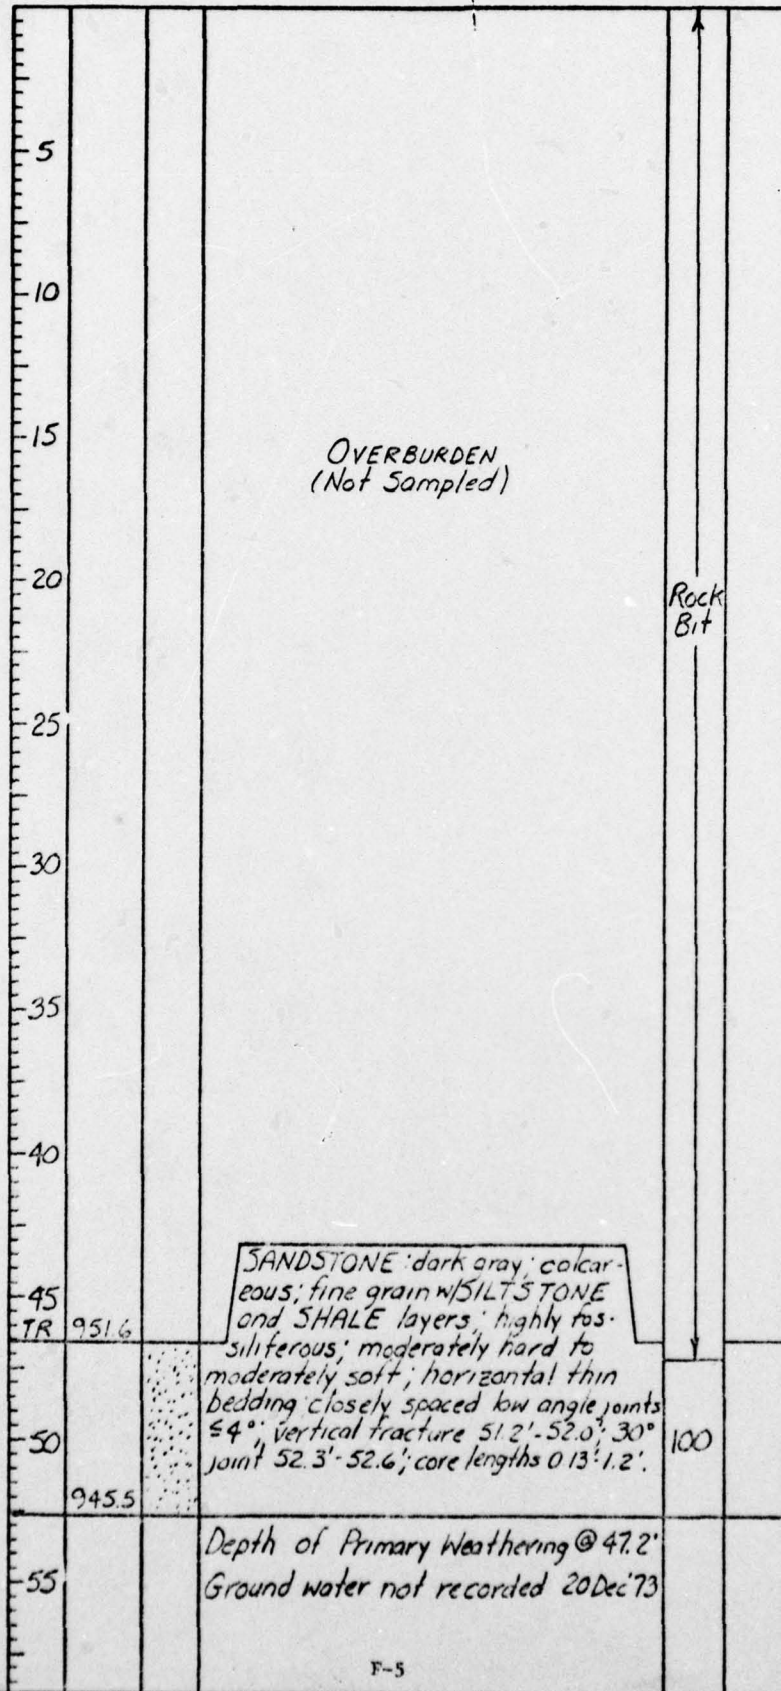 5
10
15
OVERBURDEN
(Not Sampled)
20
Rock
Bit
25
30
35
40
SANDSTONE: dark gray; calcar-
eous; fine grain w/SILTSTONE
and SHALE layers; highly fos-
siliferous; moderately hard to
moderately soft; horizontal thin
bedding closely spaced low angle joints
≤4°; vertical fracture 51.2'-52.0'; 30°
joint 52.3'-52.6'; core lengths 0.13'-1.2'.
45
TR 951.6
50
100
945.5
Depth of Primary Weathering @ 47.2'
55
Ground water not recorded 20 Dec '73
F-5